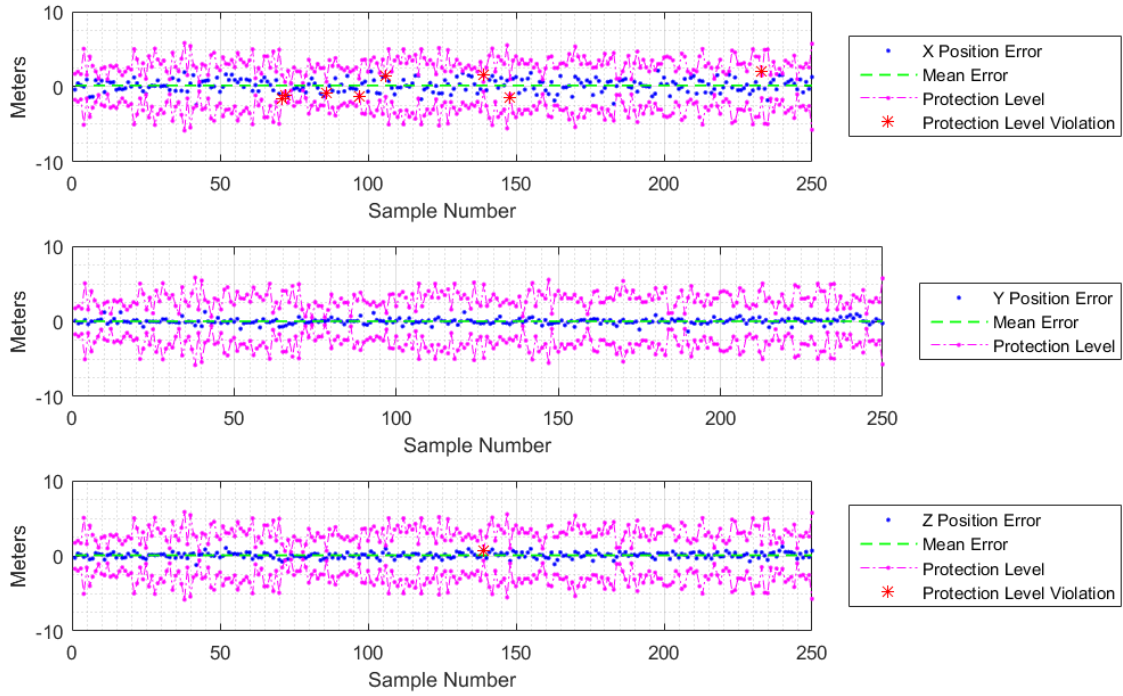 10
0
-10
Meters
0 50 100 150 200 250
Sample Number
X Position Error
Mean Error
Protection Level
Protection Level Violation
10
0
-10
Meters
0 50 100 150 200 250
Sample Number
Y Position Error
Mean Error
Protection Level
10
0
-10
Meters
0 50 100 150 200 250
Sample Number
Z Position Error
Mean Error
Protection Level
Protection Level Violation